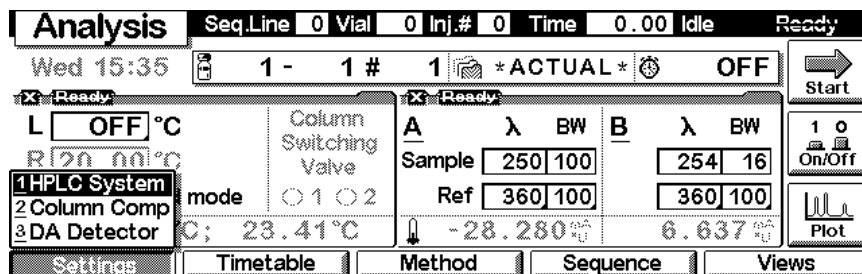 Analysis Seq.Line 0 Vial 0 Inj.# 0 Time 0.00 Idle Ready
Wed 15:35 1 - 1 # 1 *ACTUAL* OFF Start
X Ready X Ready
L OFF °C Column A λ BW B λ BW 1 0
R 20.00 °C Switching Sample 250 100 254 16 On/Off
1 HPLC System Valve
2 Column Comp mode 1 2 Ref 360 100 360 100
3 DA Detector °C; 23.41°C -28.280 6.637 Plot
Settings Timetable Method Sequence Views